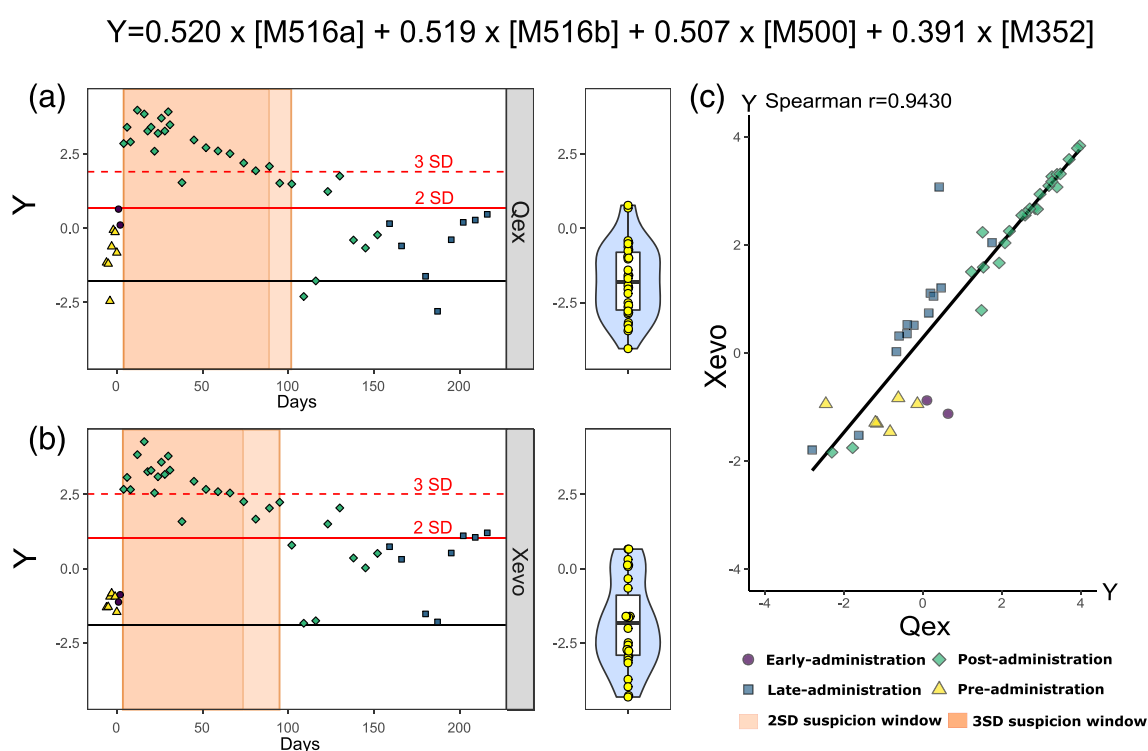 Y=0.520 x [M516a] + 0.519 x [M516b] + 0.507 x [M500] + 0.391 x [M352]
(a)
Y
2.5
0.0
-2.5
3 SD
2 SD
Qex
0
50
100
150
200
Days
2.5
0.0
-2.5
(b)
Y
2.5
0.0
-2.5
3 SD
2 SD
Xevo
0
50
100
150
200
Days
2.5
0.0
-2.5
(c)
Y Spearman r=0.9430
Xevo
4
2
0
-2
-4
-4
-2
0
2
4
Y
Qex
Early-administration
Post-administration
Late-administration
Pre-administration
2SD suspicion window
3SD suspicion window